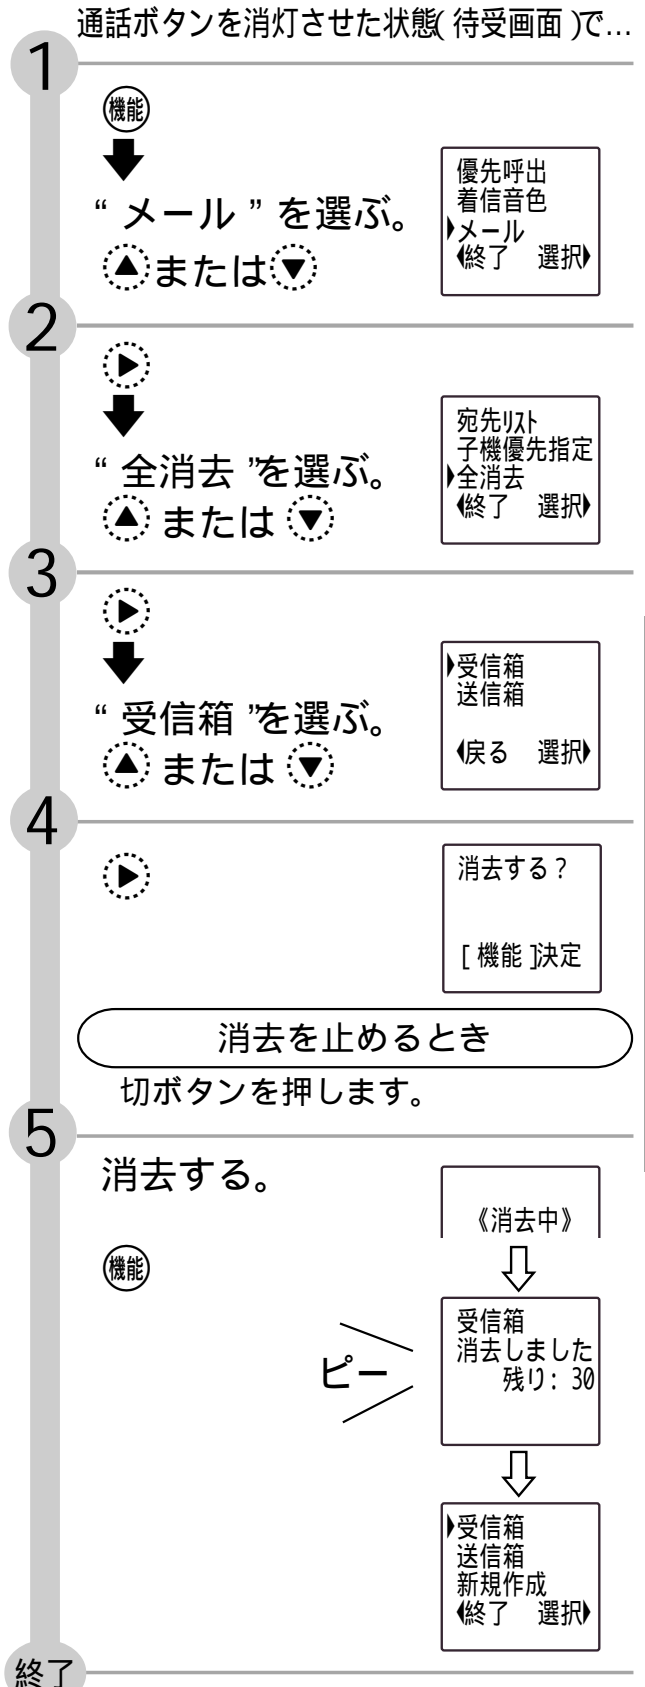 通話ボタンを消灯させた状態(待受画面)で…
1
機能
“メール”を選ぶ。
▲または▼
優先呼出
着信音色
▶メール
◀終了 選択▶
2
▶
“全消去”を選ぶ。
▲または▼
宛先リスト
子機優先指定
▶全消去
◀終了 選択▶
3
▶
“受信箱”を選ぶ。
▲または▼
▶受信箱
送信箱
◀戻る 選択▶
4
▶
消去する?
[機能]決定
消去を止めるとき
切ボタンを押します。
5
消去する。
機能
《消去中》
ピー
受信箱
消去しました
残り: 30
▶受信箱
送信箱
新規作成
◀終了 選択▶
終了